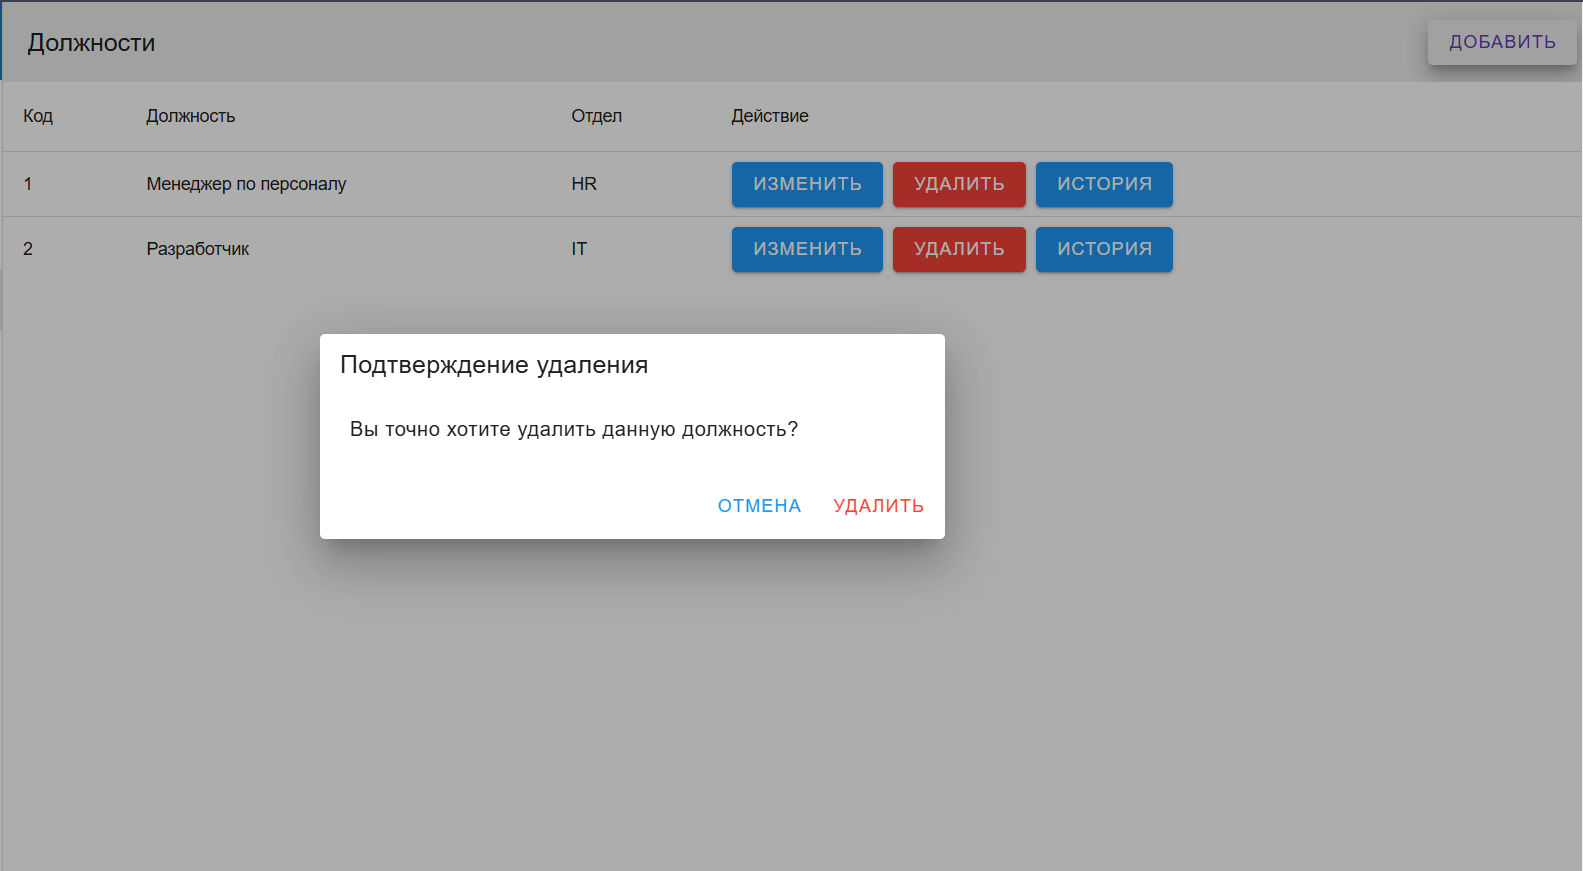 Должности
ДОБАВИТЬ
Код Должность Отдел Действие
1 Менеджер по персоналу HR ИЗМЕНИТЬ УДАЛИТЬ ИСТОРИЯ
2 Разработчик IT ИЗМЕНИТЬ УДАЛИТЬ ИСТОРИЯ
Подтверждение удаления
Вы точно хотите удалить данную должность?
ОТМЕНА УДАЛИТЬ